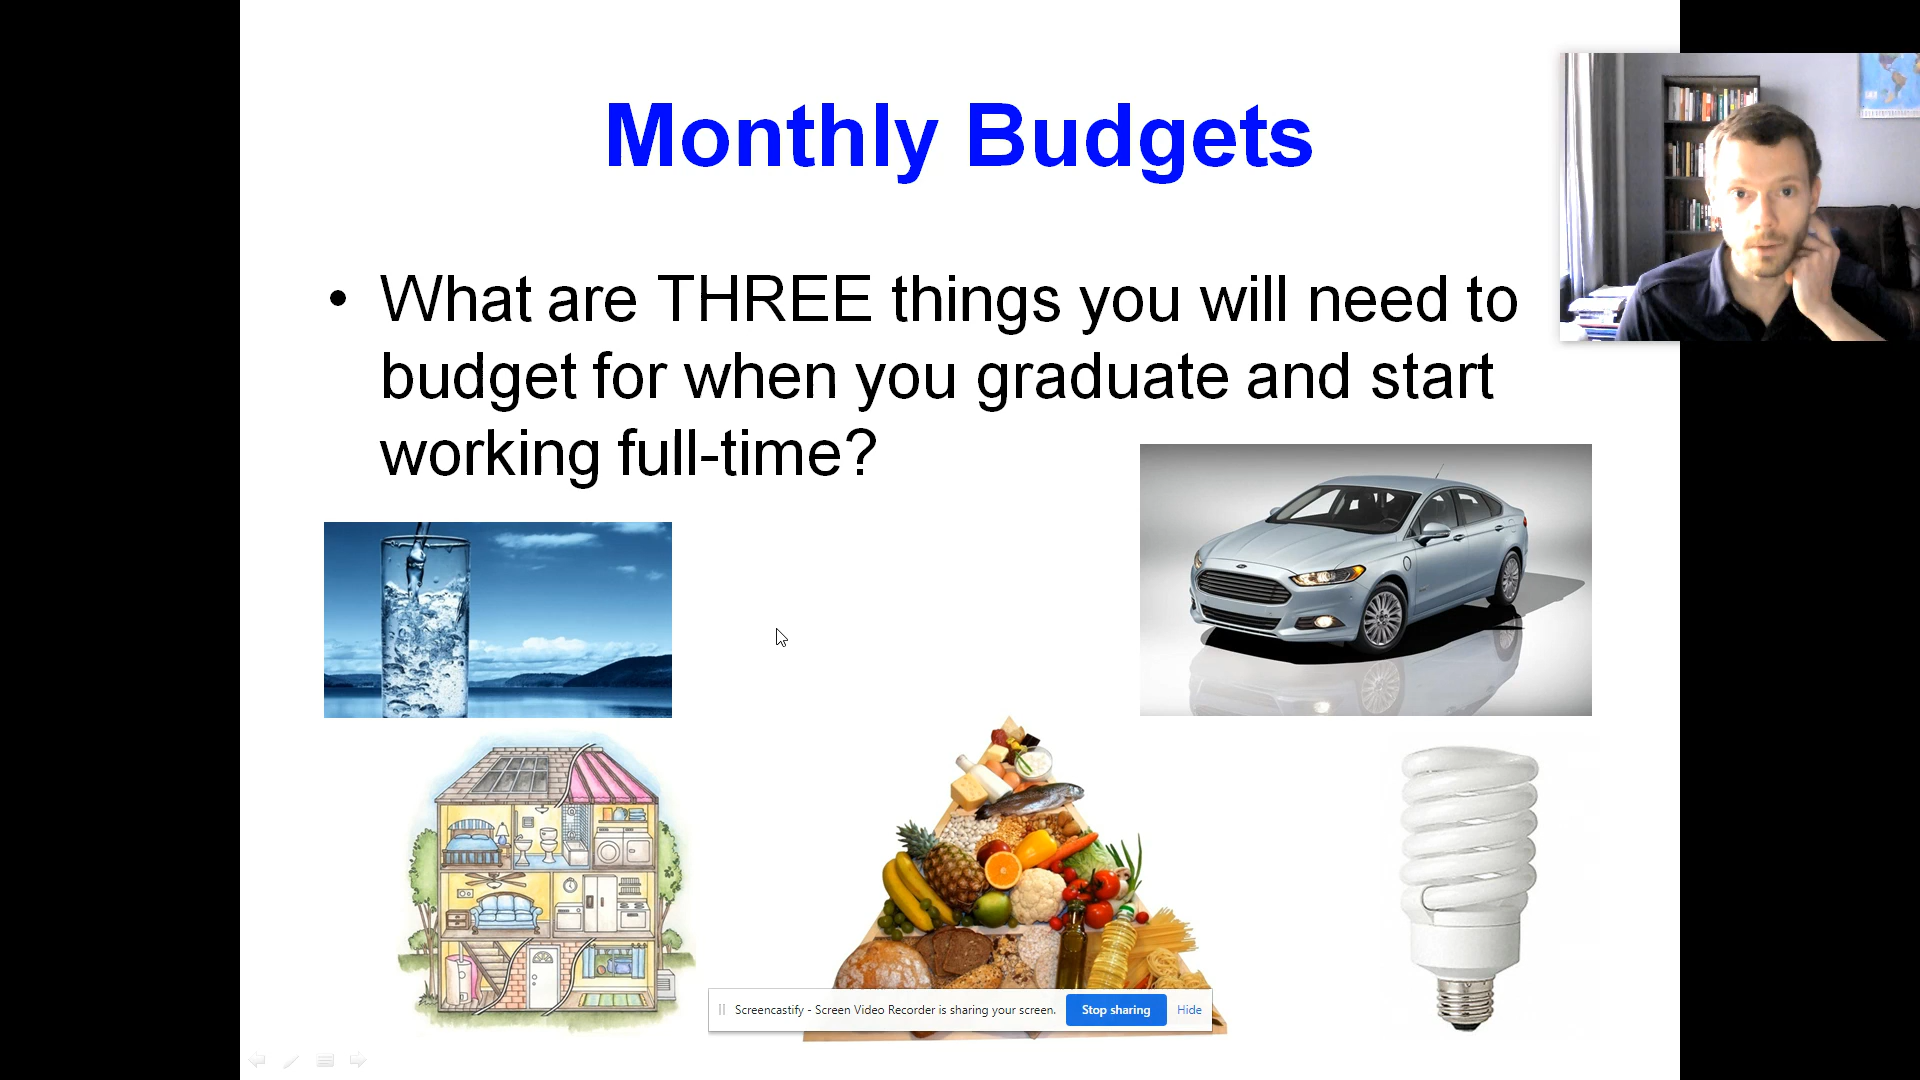 Monthly Budgets
• What are THREE things you will need to
budget for when you graduate and start
working full-time?
Screencastify - Screen Video Recorder is sharing your screen.
Stop sharing
Hide